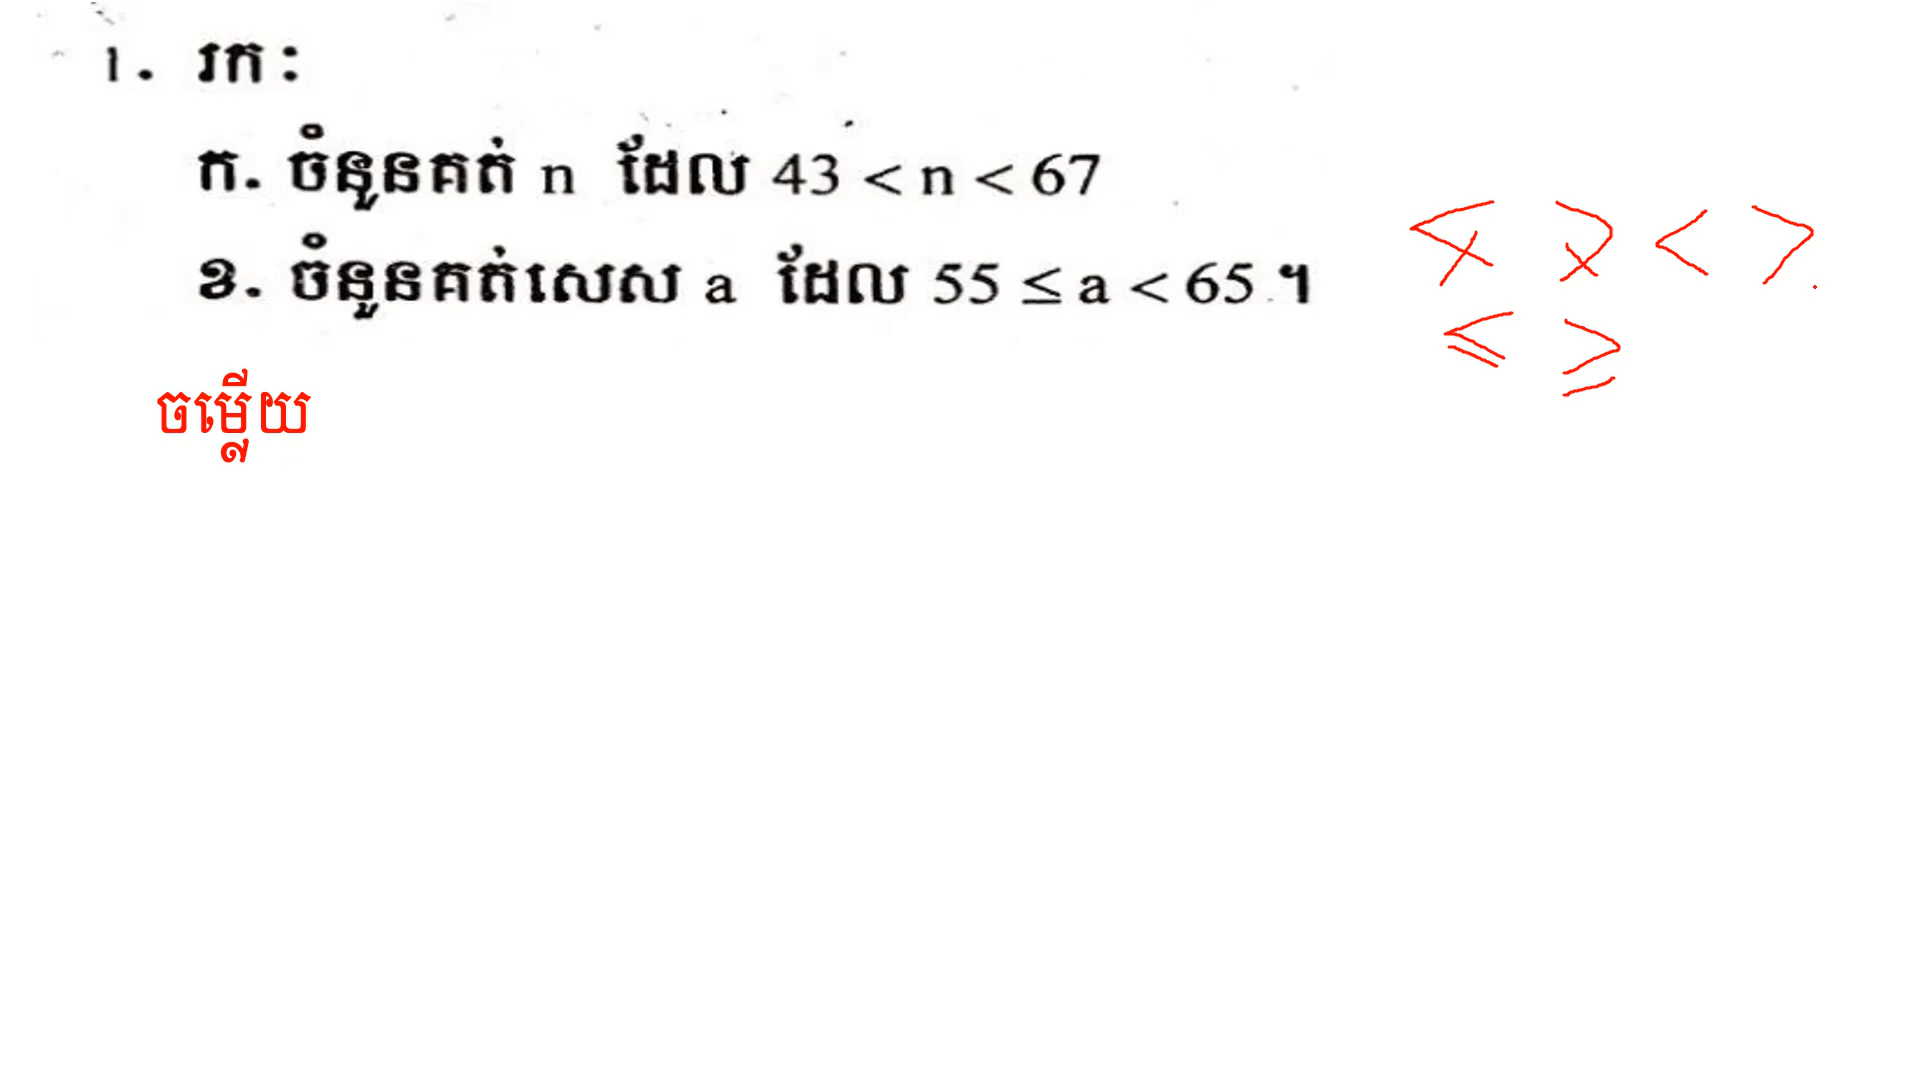 ១. រក៖
ក. ចំនួនគត់ n ដែល 43 < n < 67
ខ. ចំនួនគត់សេស a ដែល 55 ≤ a < 65 ។
< > < >
≤ ≥
ចម្លើយ